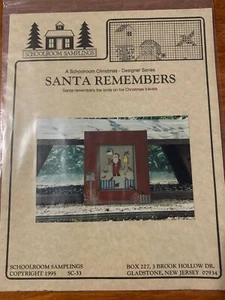 SCHOOLROOM SAMPLINGS
A Schoolroom Christmas - Designer Series
SANTA REMEMBERS
Santa remembers the birds on his Christmas travels
SCHOOLROOM SAMPLINGS
COPYRIGHT 1995 SC-33
BOX 227, 3 BROOK HOLLOW DR.
GLADSTONE, NEW JERSEY 07934